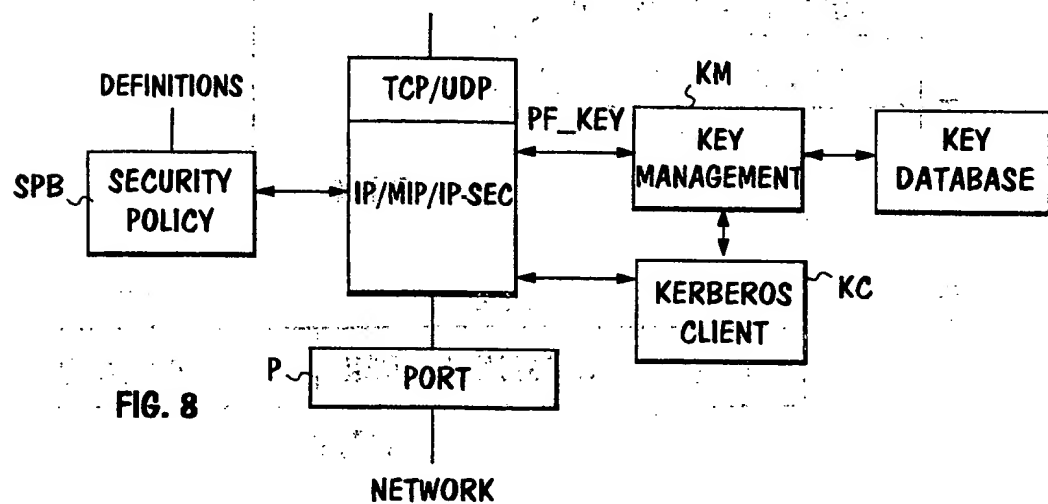 DEFINITIONS
SPB
SECURITY
POLICY
TCP/UDP
IP/MIP/IP-SEC
PF_KEY
KM
KEY
MANAGEMENT
KEY
DATABASE
KERBEROS
CLIENT
KC
P
PORT
FIG. 8
NETWORK